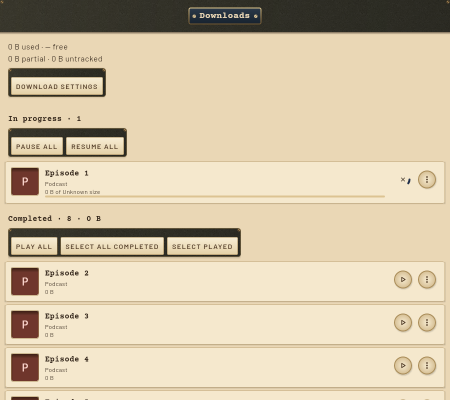 Downloads
0 B used · — free
0 B partial · 0 B untracked
DOWNLOAD SETTINGS
In progress · 1
PAUSE ALL RESUME ALL
P
Episode 1
Podcast
0 B of Unknown size
Completed · 8 · 0 B
PLAY ALL SELECT ALL COMPLETED SELECT PLAYED
P
Episode 2
Podcast
0 B
P
Episode 3
Podcast
0 B
P
Episode 4
Podcast
0 B